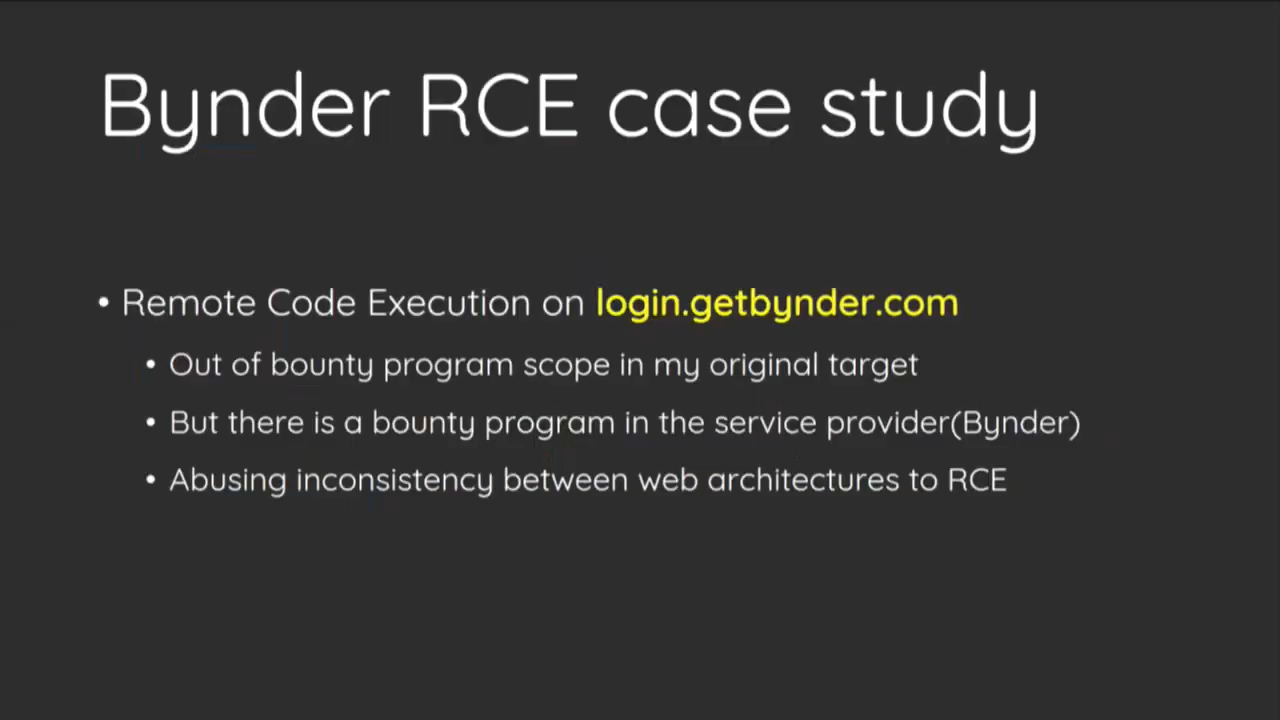 Bynder RCE case study
• Remote Code Execution on login.getbynder.com
• Out of bounty program scope in my original target
• But there is a bounty program in the service provider(Bynder)
• Abusing inconsistency between web architectures to RCE